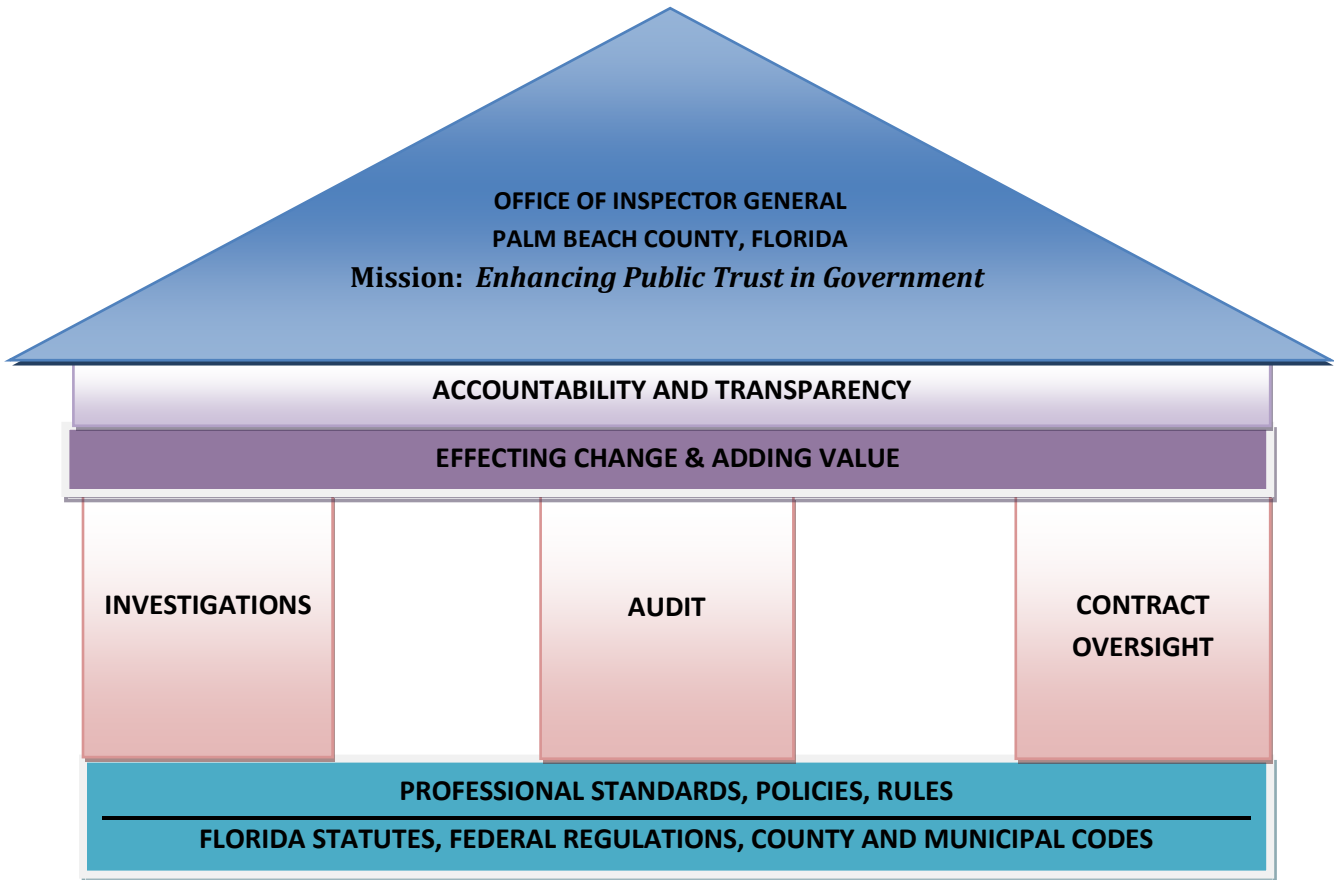 OFFICE OF INSPECTOR GENERAL
PALM BEACH COUNTY, FLORIDA
Mission: Enhancing Public Trust in Government
ACCOUNTABILITY AND TRANSPARENCY
EFFECTING CHANGE & ADDING VALUE
INVESTIGATIONS
AUDIT
CONTRACT
OVERSIGHT
PROFESSIONAL STANDARDS, POLICIES, RULES
FLORIDA STATUTES, FEDERAL REGULATIONS, COUNTY AND MUNICIPAL CODES